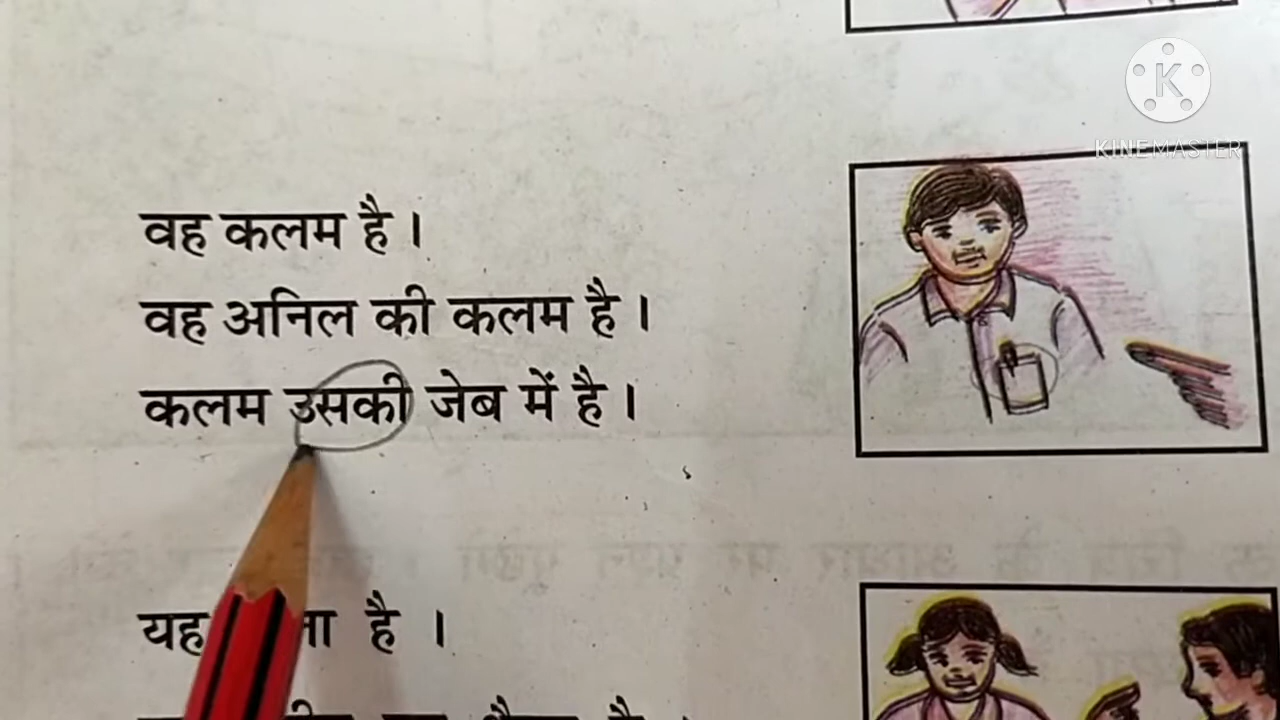 K
KINEMASTER
वह कलम है ।
वह अनिल की कलम है ।
कलम उसकी जेब में है ।
यह है ।